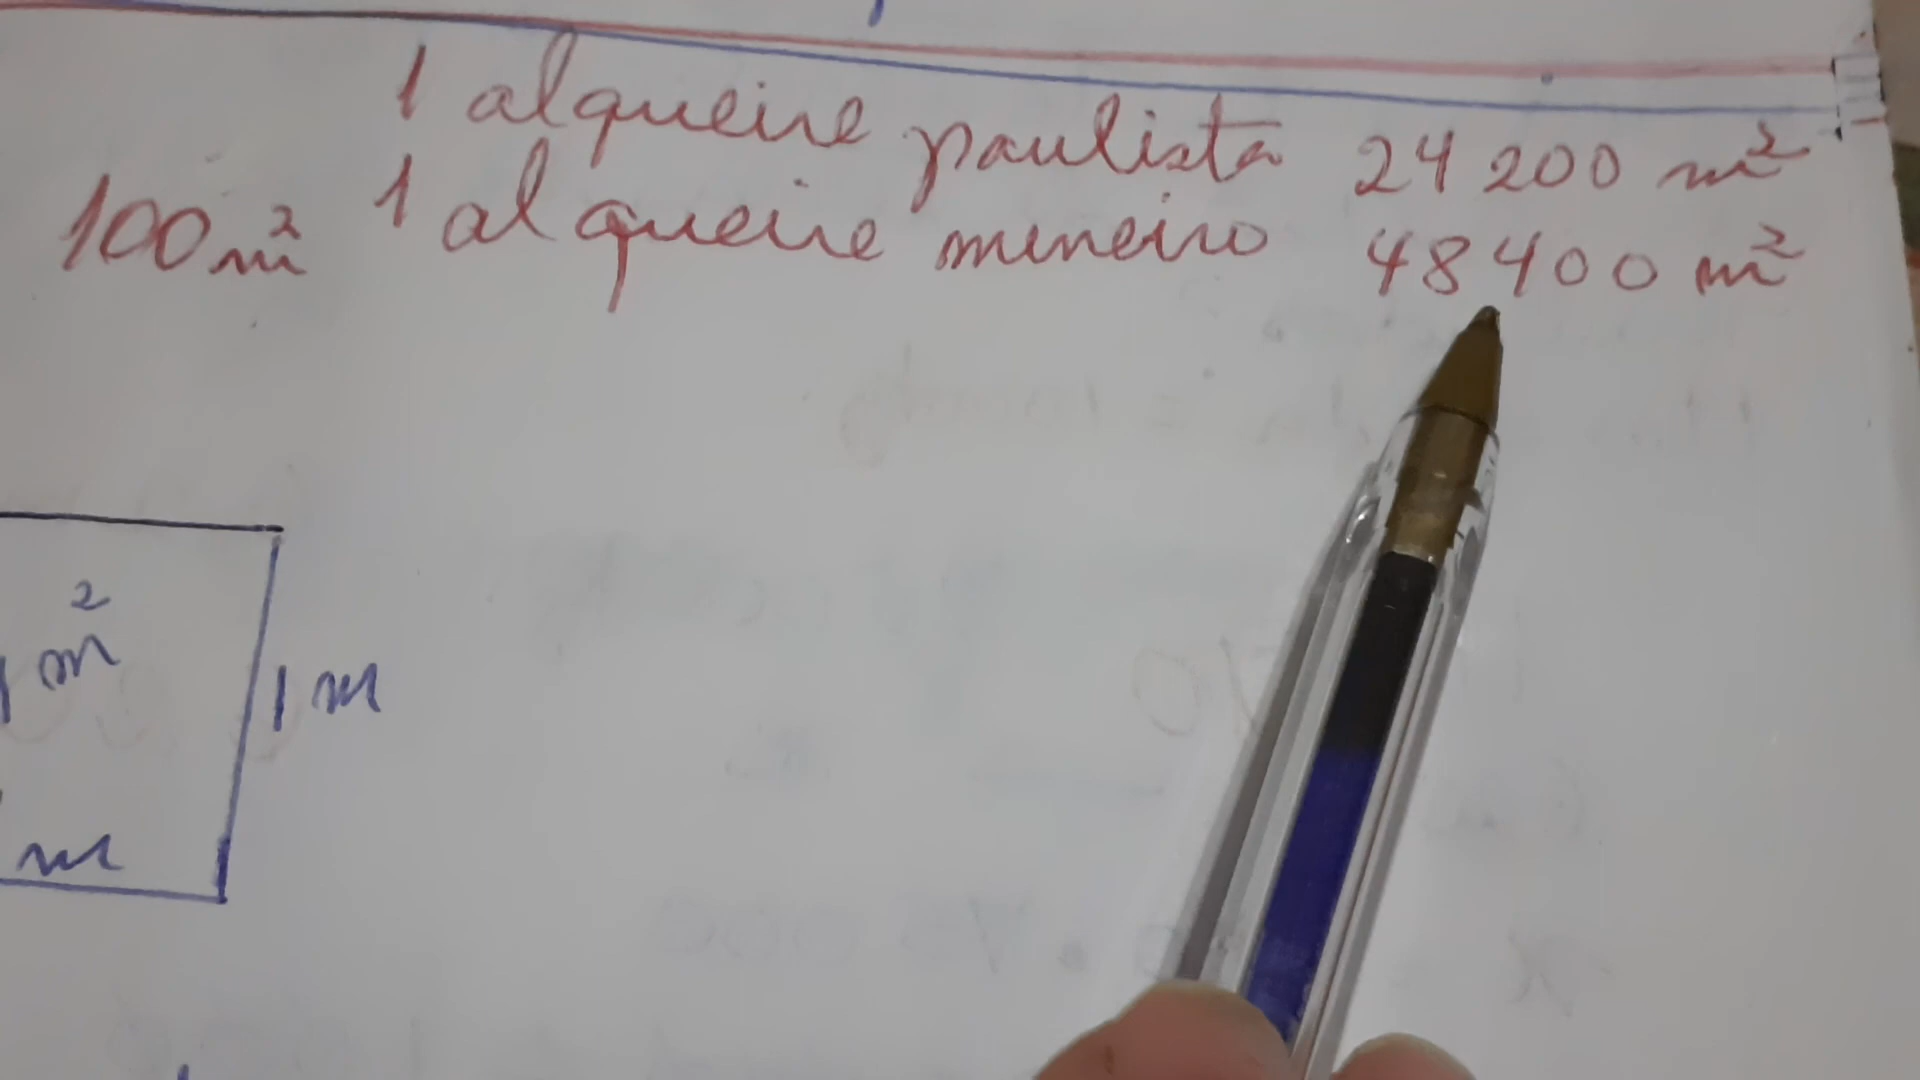 1 alqueire paulista 24 200 m²
100 m² 1 alqueire mineiro 48 400 m²
m²
1 m
m